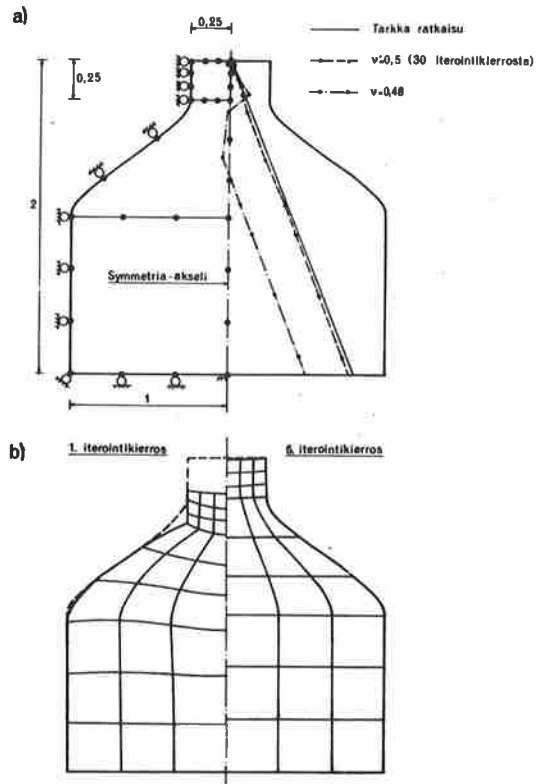 a)
0,25
Tarkka ratkaisu
ν=0,5 (30 iterointikierrosta)
ν=0,48
0,25
2
Symmetria-akseli
1
b)
1. iterointikierros
5. iterointikierros